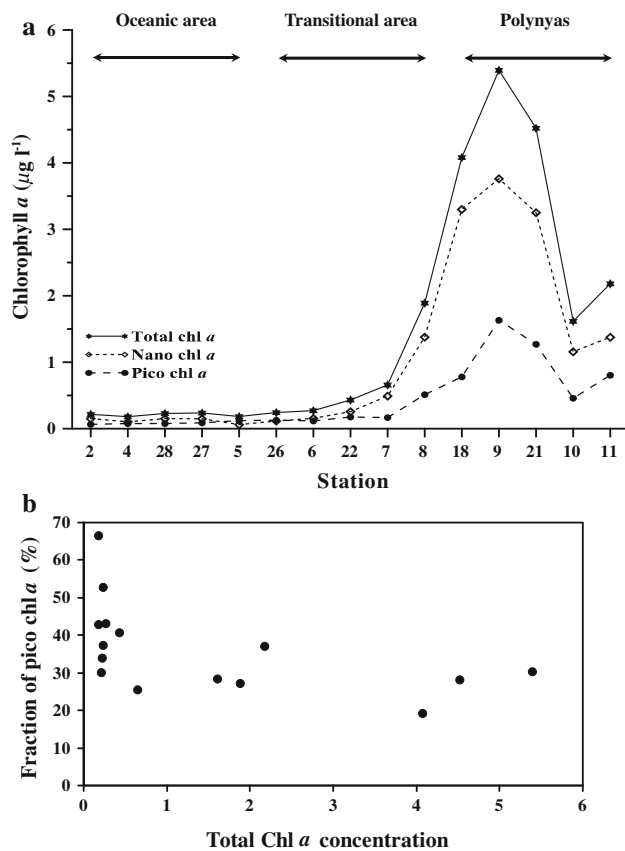 a
Oceanic area Transitional area Polynyas
6
5
4
3
2
1
0
Chlorophyll a (µg l⁻¹)
Total chl a
Nano chl a
Pico chl a
2 4 28 27 5 26 6 22 7 8 18 9 21 10 11
Station
b
70
60
50
40
30
20
10
0
Fraction of pico chl a (%)
0 1 2 3 4 5 6
Total Chl a concentration